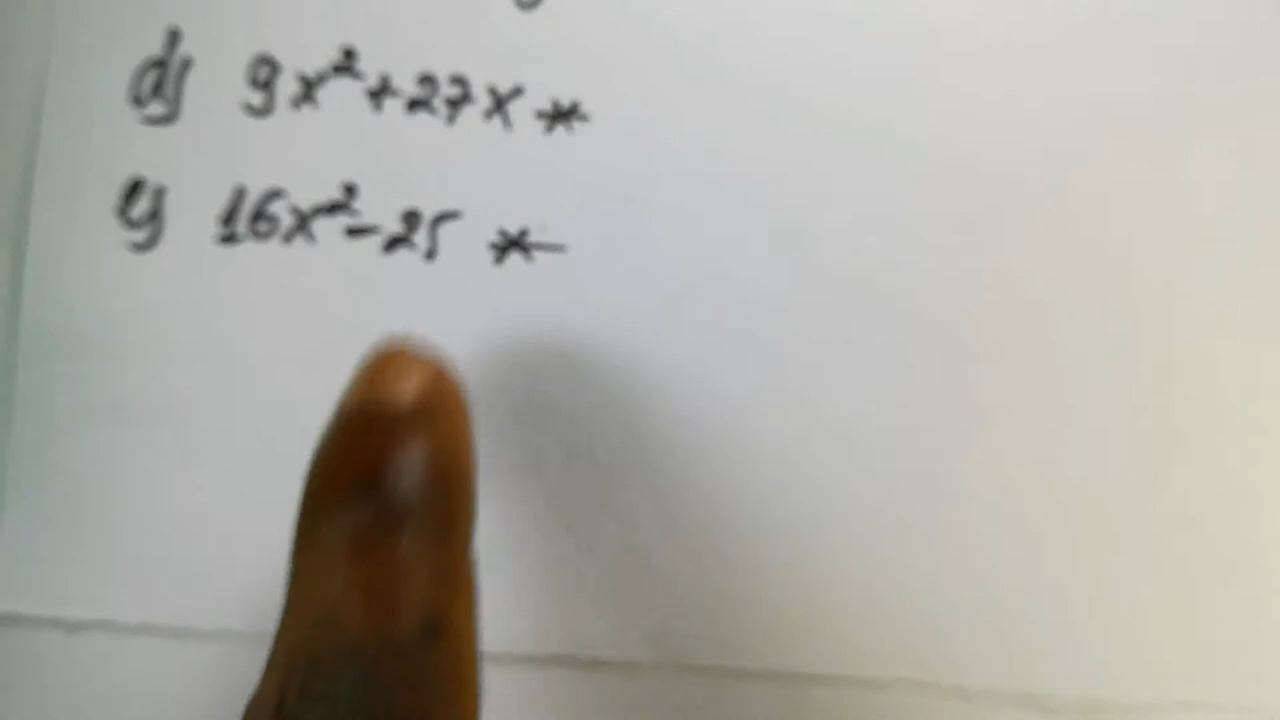 d) 9x²+27x *
e) 16x²-25 *